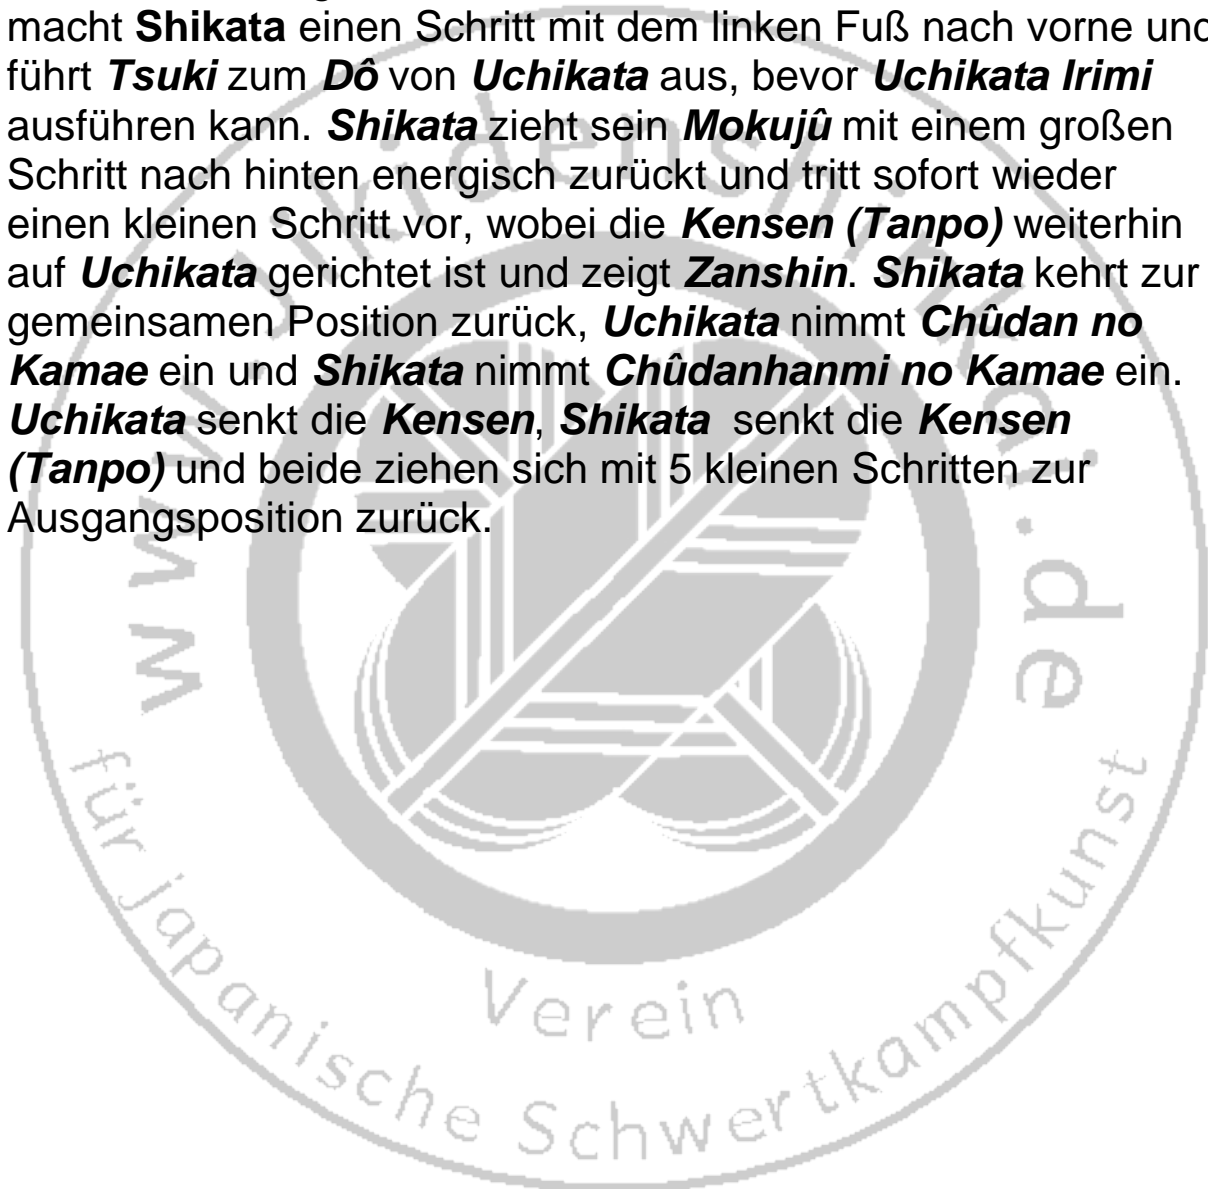 macht Shikata einen Schritt mit dem linken Fuß nach vorne und
führt Tsuki zum Dô von Uchikata aus, bevor Uchikata Irimi
ausführen kann. Shikata zieht sein Mokujû mit einem großen
Schritt nach hinten energisch zurückt und tritt sofort wieder
einen kleinen Schritt vor, wobei die Kensen (Tanpo) weiterhin
auf Uchikata gerichtet ist und zeigt Zanshin. Shikata kehrt zur
gemeinsamen Position zurück, Uchikata nimmt Chûdan no
Kamae ein und Shikata nimmt Chûdanhanmi no Kamae ein.
Uchikata senkt die Kensen, Shikata senkt die Kensen
(Tanpo) und beide ziehen sich mit 5 kleinen Schritten zur
Ausgangsposition zurück.
für japanische Schwertkampfkunst
Verein